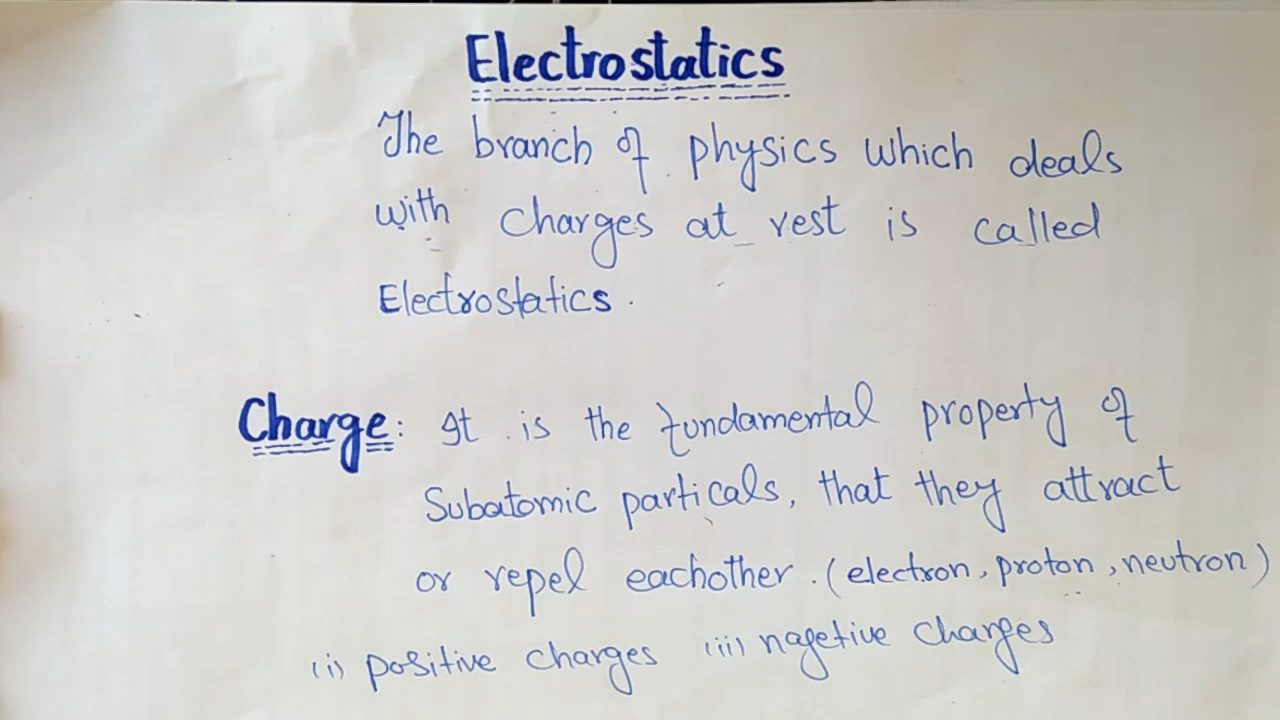 Electrostatics
The branch of physics which deals
with charges at rest is called
Electrostatics.
Charge: It is the fundamental property of
Subatomic particals, that they attract
or repel eachother. (electron, proton, neutron)
(i) positive charges (ii) nagetive charges